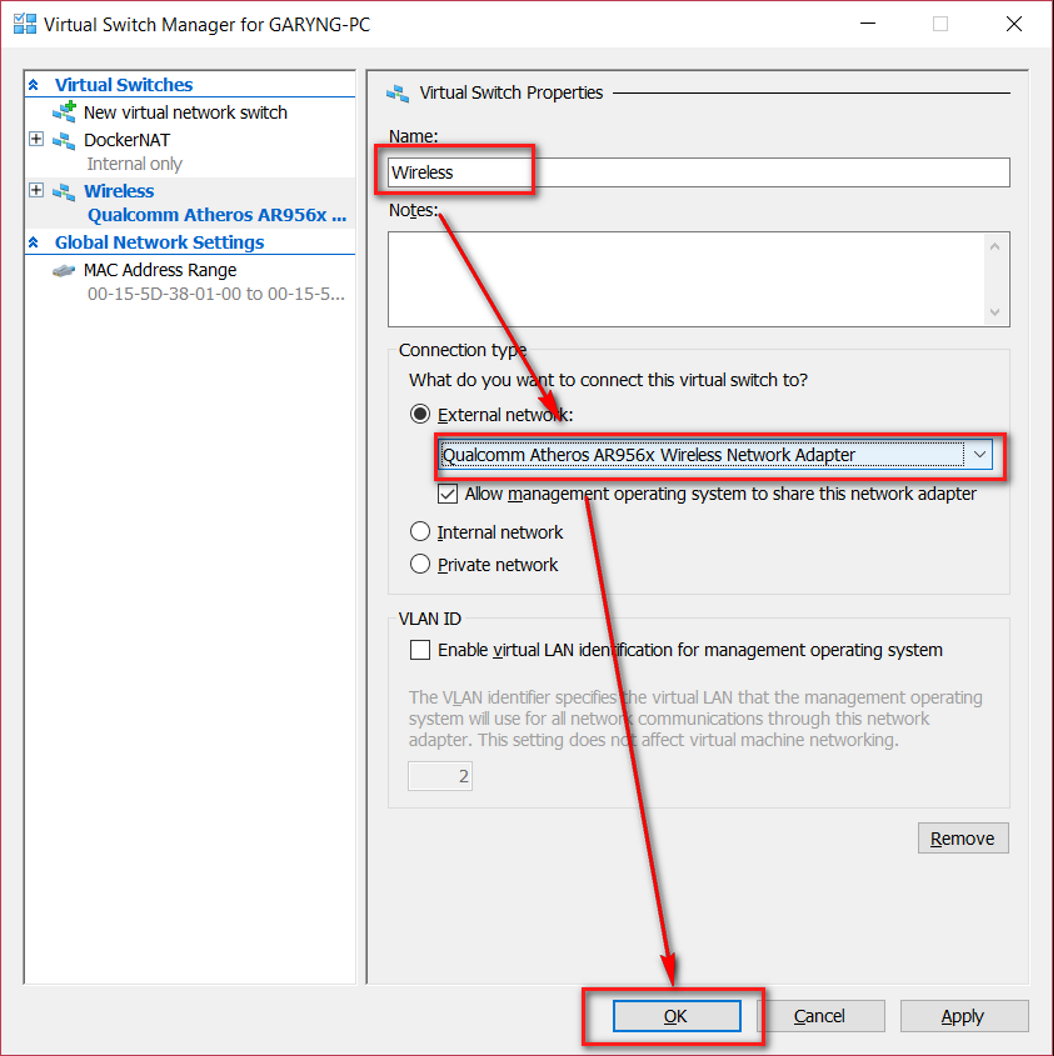 Virtual Switch Manager for GARYNG-PC
Virtual Switches
New virtual network switch
DockerNAT
Internal only
Wireless
Qualcomm Atheros AR956x ...
Global Network Settings
MAC Address Range
00-15-5D-38-01-00 to 00-15-5...
Virtual Switch Properties
Name:
Wireless
Notes:
Connection type
What do you want to connect this virtual switch to?
External network:
Qualcomm Atheros AR956x Wireless Network Adapter
Allow management operating system to share this network adapter
Internal network
Private network
VLAN ID
Enable virtual LAN identification for management operating system
The VLAN identifier specifies the virtual LAN that the management operating
system will use for all network communications through this network
adapter. This setting does not affect virtual machine networking.
2
Remove
OK
Cancel
Apply